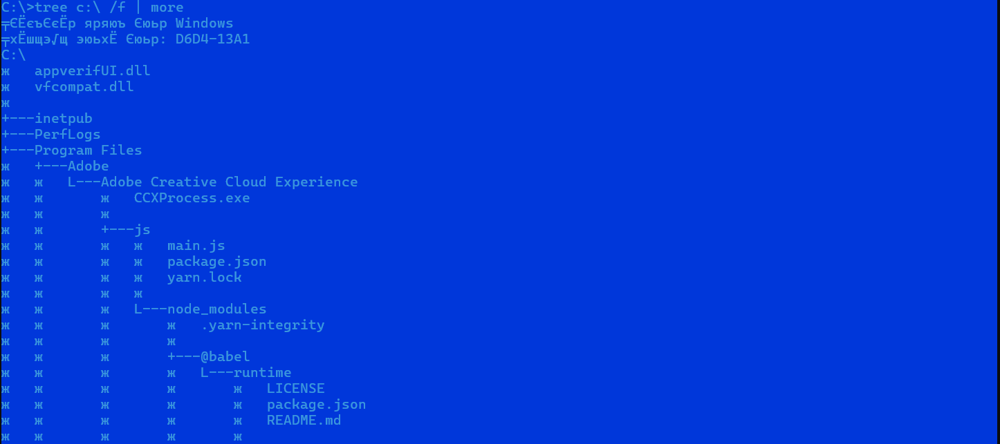 C:\>tree c:\ /f | more
╤ЄЁєъЄєЁр яряюъ Єюьр Windows
╤хЁшщэ√щ эюьхЁ Єюьр: D6D4-13A1
C:\
ж   appverifUI.dll
ж   vfcompat.dll
ж
+---inetpub
+---PerfLogs
+---Program Files
ж   +---Adobe
ж   ж   L---Adobe Creative Cloud Experience
ж   ж       ж   CCXProcess.exe
ж   ж       ж
ж   ж       +---js
ж   ж       ж   ж   main.js
ж   ж       ж   ж   package.json
ж   ж       ж   ж   yarn.lock
ж   ж       ж   ж
ж   ж       ж   L---node_modules
ж   ж       ж       ж   .yarn-integrity
ж   ж       ж       ж
ж   ж       ж       +---@babel
ж   ж       ж       ж   L---runtime
ж   ж       ж       ж       ж   LICENSE
ж   ж       ж       ж       ж   package.json
ж   ж       ж       ж       ж   README.md
ж   ж       ж       ж       ж